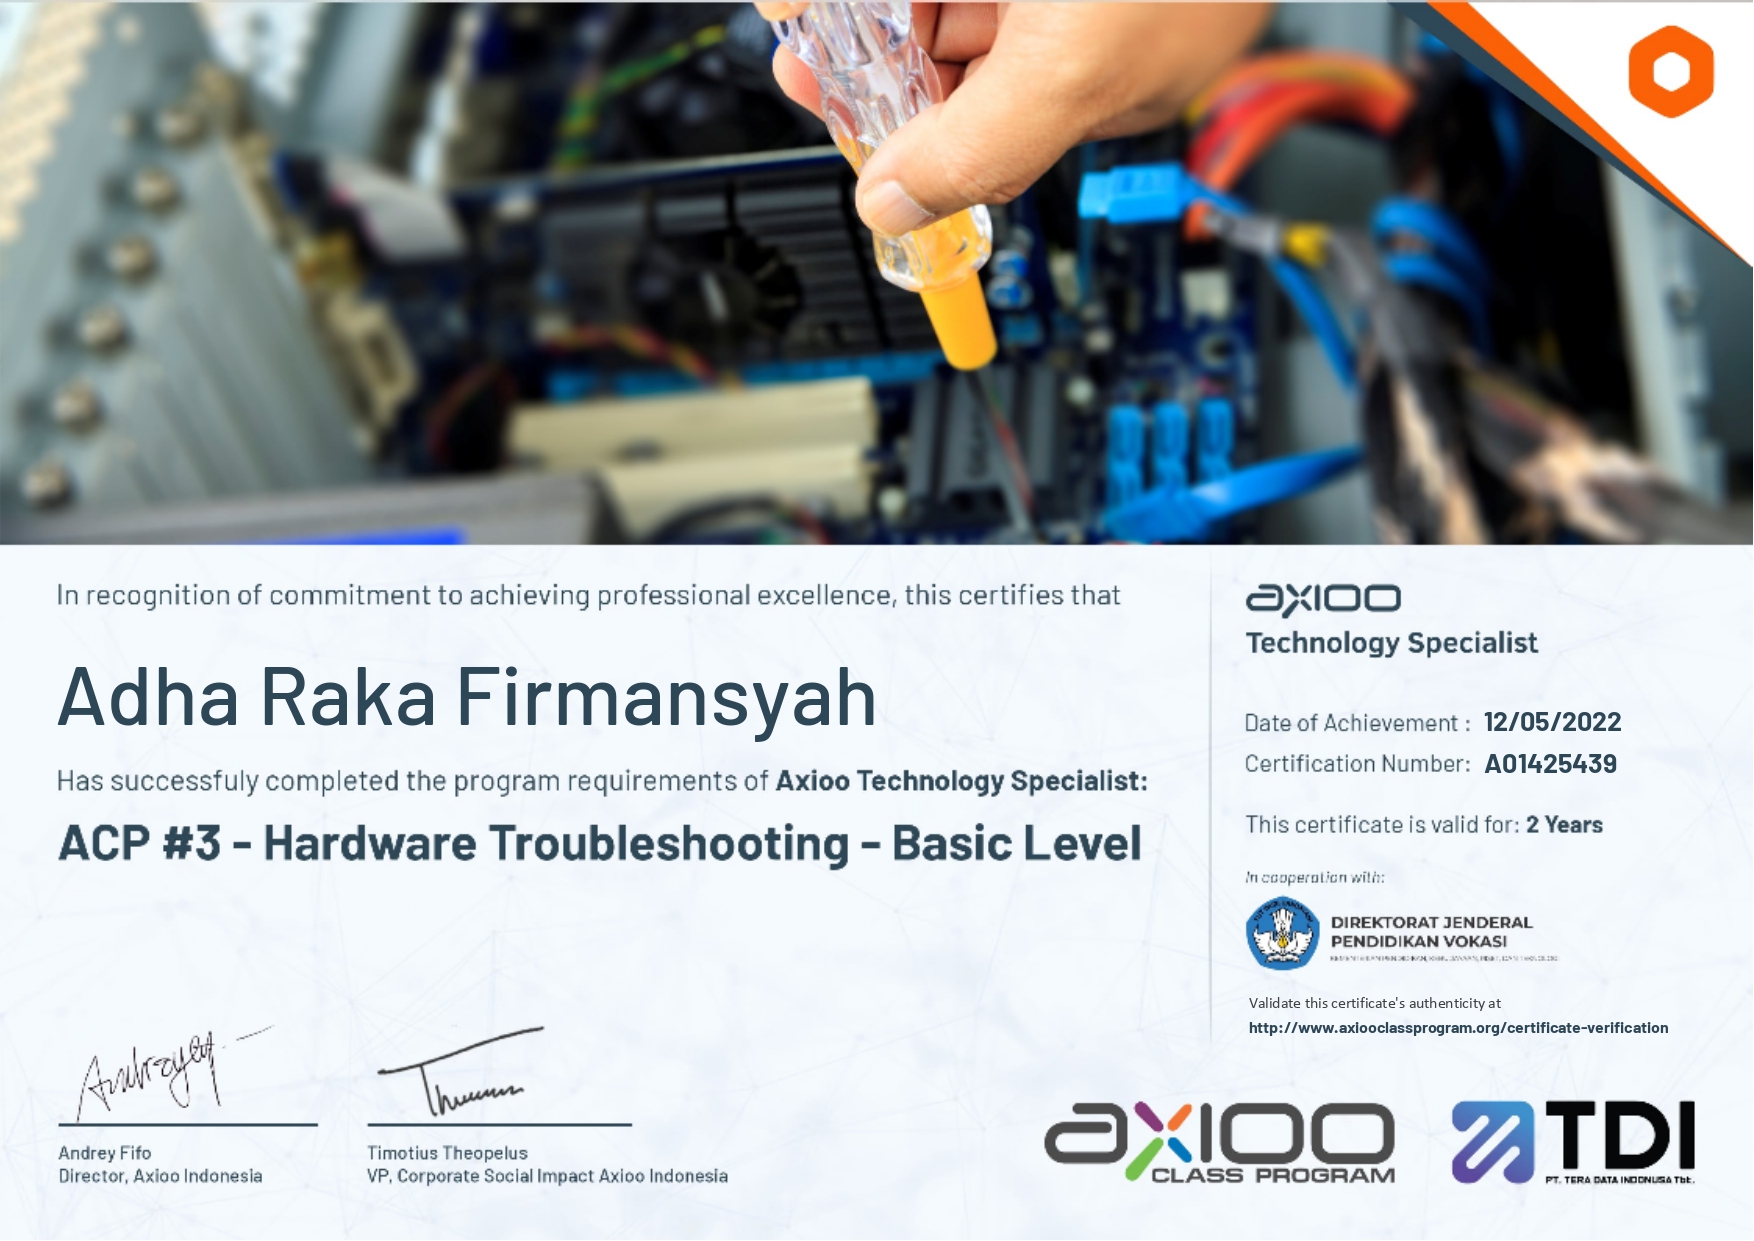 In recognition of commitment to achieving professional excellence, this certifies that
Adha Raka Firmansyah
Has successfuly completed the program requirements of Axioo Technology Specialist:
ACP #3 - Hardware Troubleshooting - Basic Level
Andrey Fifo
Director, Axioo Indonesia
Timotius Theopelus
VP, Corporate Social Impact Axioo Indonesia
axioo
Technology Specialist
Date of Achievement : 12/05/2022
Certification Number: A01425439
This certificate is valid for: 2 Years
In cooperation with:
DIREKTORAT JENDERAL
PENDIDIKAN VOKASI
Validate this certificate's authenticity at
http://www.axiooclassprogram.org/certificate-verification
axioo
CLASS PROGRAM
TDI
PT. TERA DATA INDONUSA Tbk.